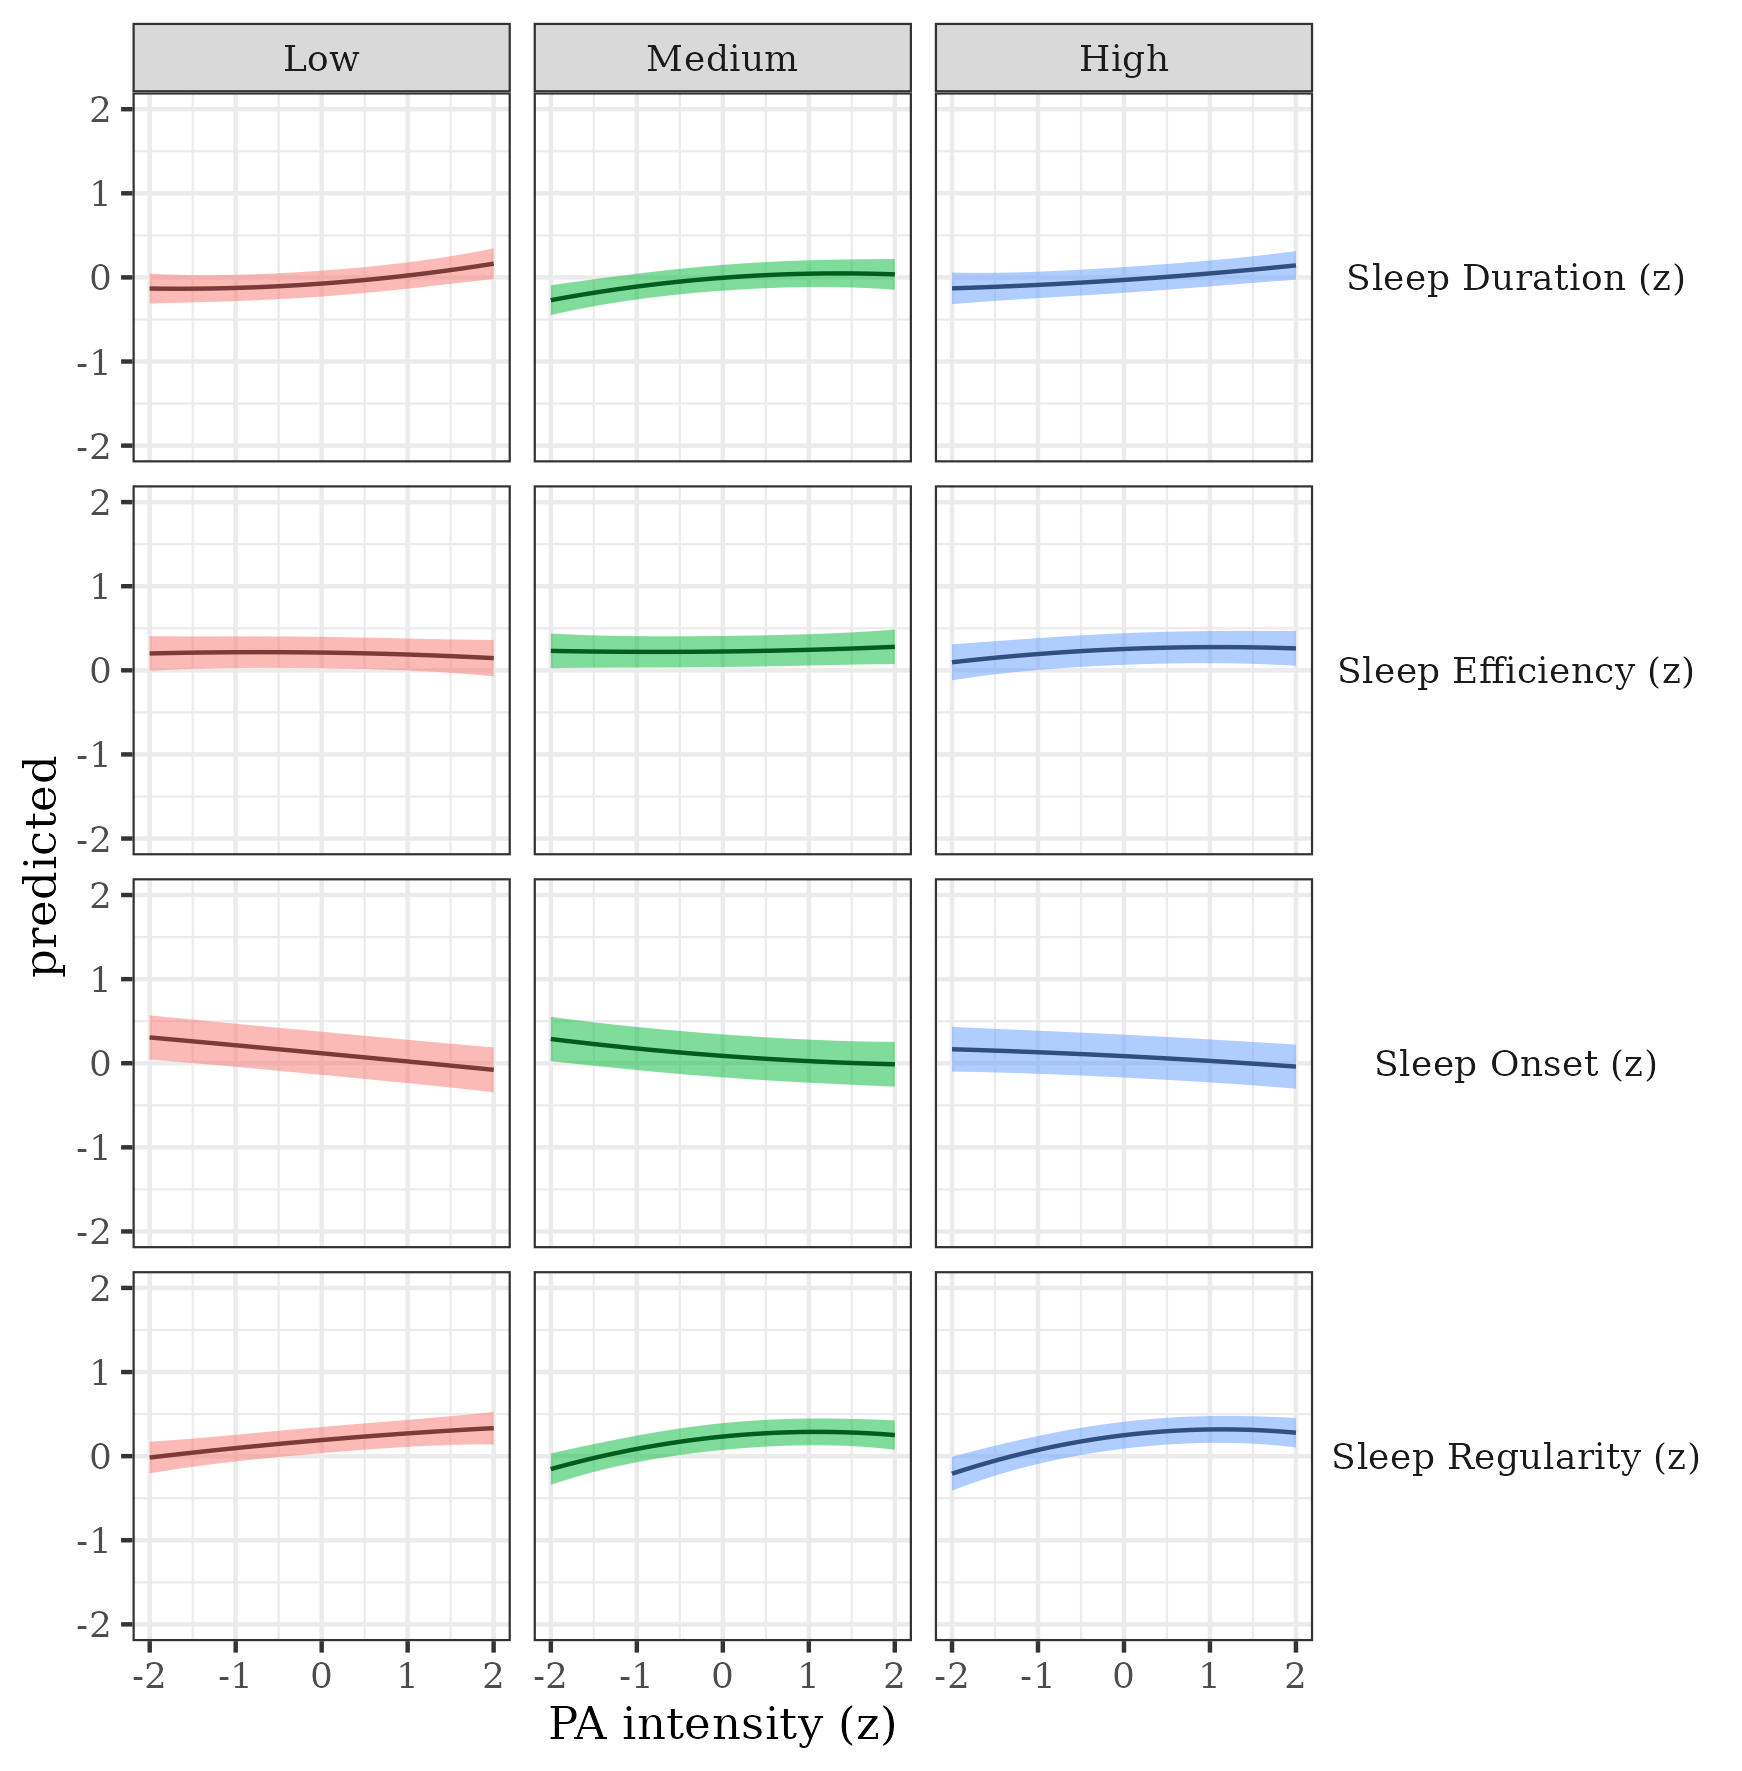 Low Medium High
2
1
0
-1
-2
Sleep Duration (z)
2
1
0
-1
-2
Sleep Efficiency (z)
2
1
0
-1
-2
Sleep Onset (z)
2
1
0
-1
-2
Sleep Regularity (z)
predicted
-2 -1 0 1 2 -2 -1 0 1 2 -2 -1 0 1 2
PA intensity (z)